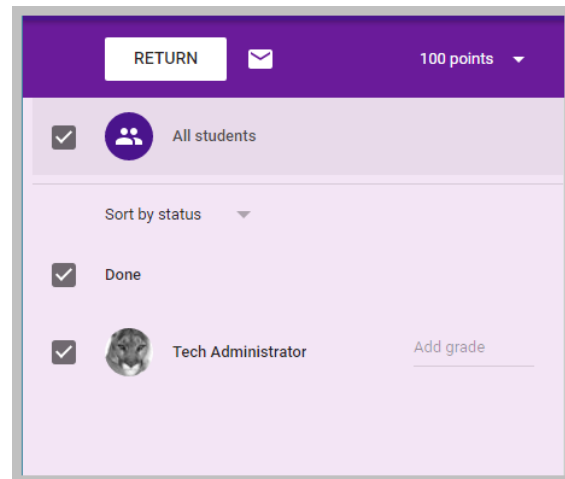 RETURN 100 points
All students
Sort by status
Done
Tech Administrator Add grade